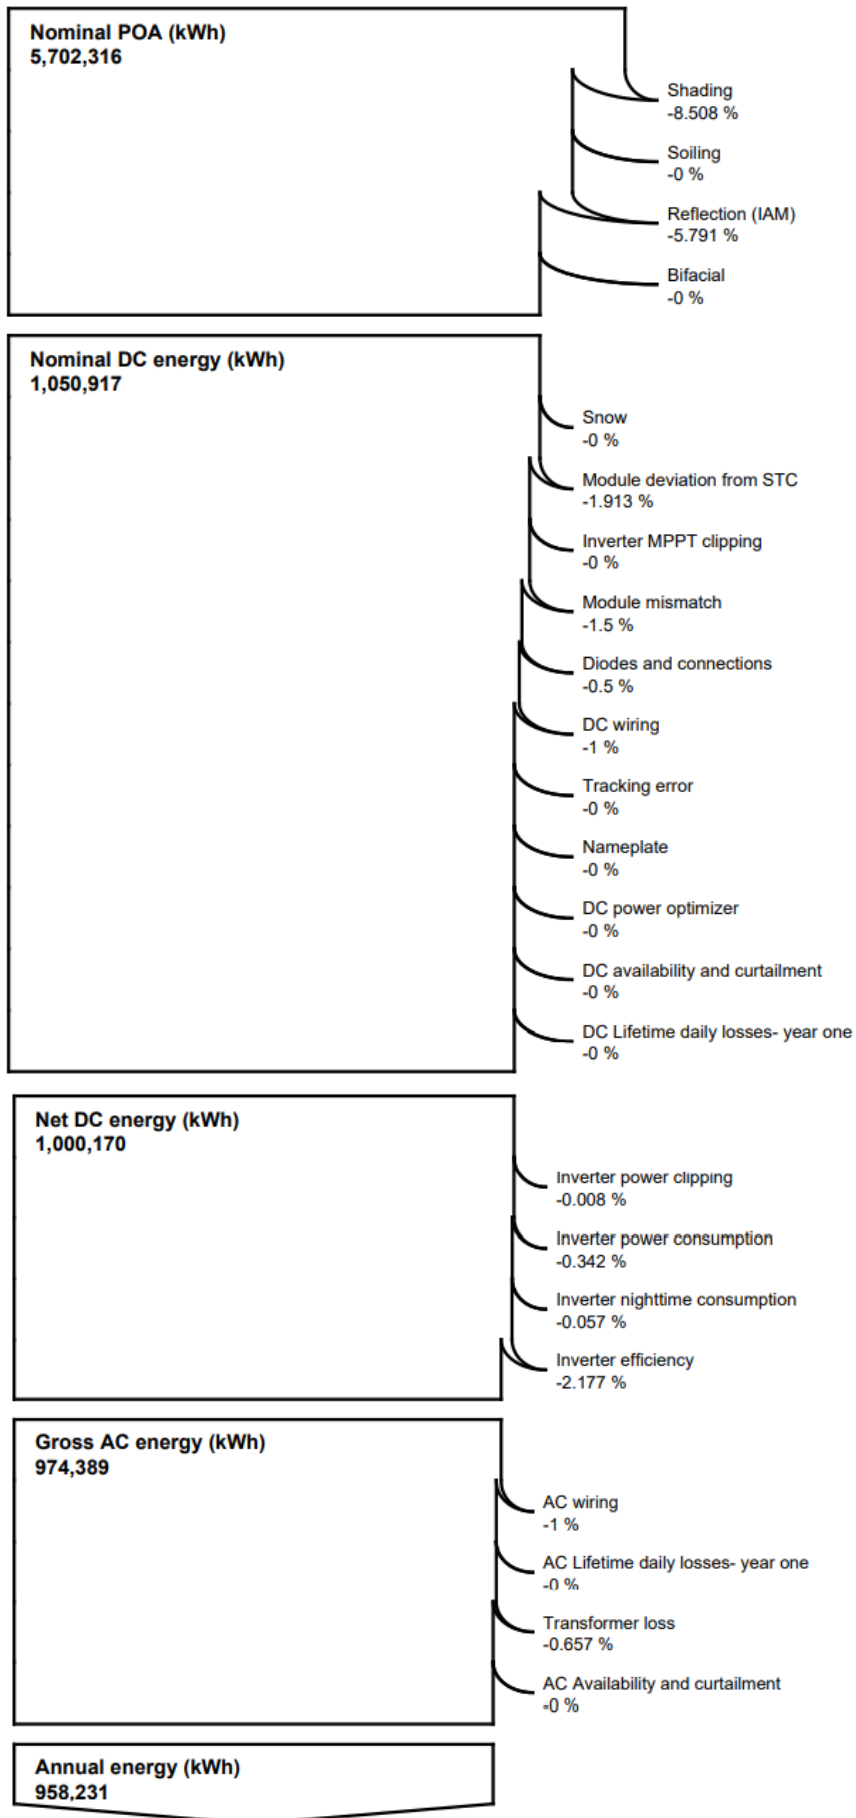 Nominal POA (kWh)
5,702,316
Shading
-8.508 %
Soiling
-0 %
Reflection (IAM)
-5.791 %
Bifacial
-0 %
Nominal DC energy (kWh)
1,050,917
Snow
-0 %
Module deviation from STC
-1.913 %
Inverter MPPT clipping
-0 %
Module mismatch
-1.5 %
Diodes and connections
-0.5 %
DC wiring
-1 %
Tracking error
-0 %
Nameplate
-0 %
DC power optimizer
-0 %
DC availability and curtailment
-0 %
DC Lifetime daily losses- year one
-0 %
Net DC energy (kWh)
1,000,170
Inverter power clipping
-0.008 %
Inverter power consumption
-0.342 %
Inverter nighttime consumption
-0.057 %
Inverter efficiency
-2.177 %
Gross AC energy (kWh)
974,389
AC wiring
-1 %
AC Lifetime daily losses- year one
-0 %
Transformer loss
-0.657 %
AC Availability and curtailment
-0 %
Annual energy (kWh)
958,231